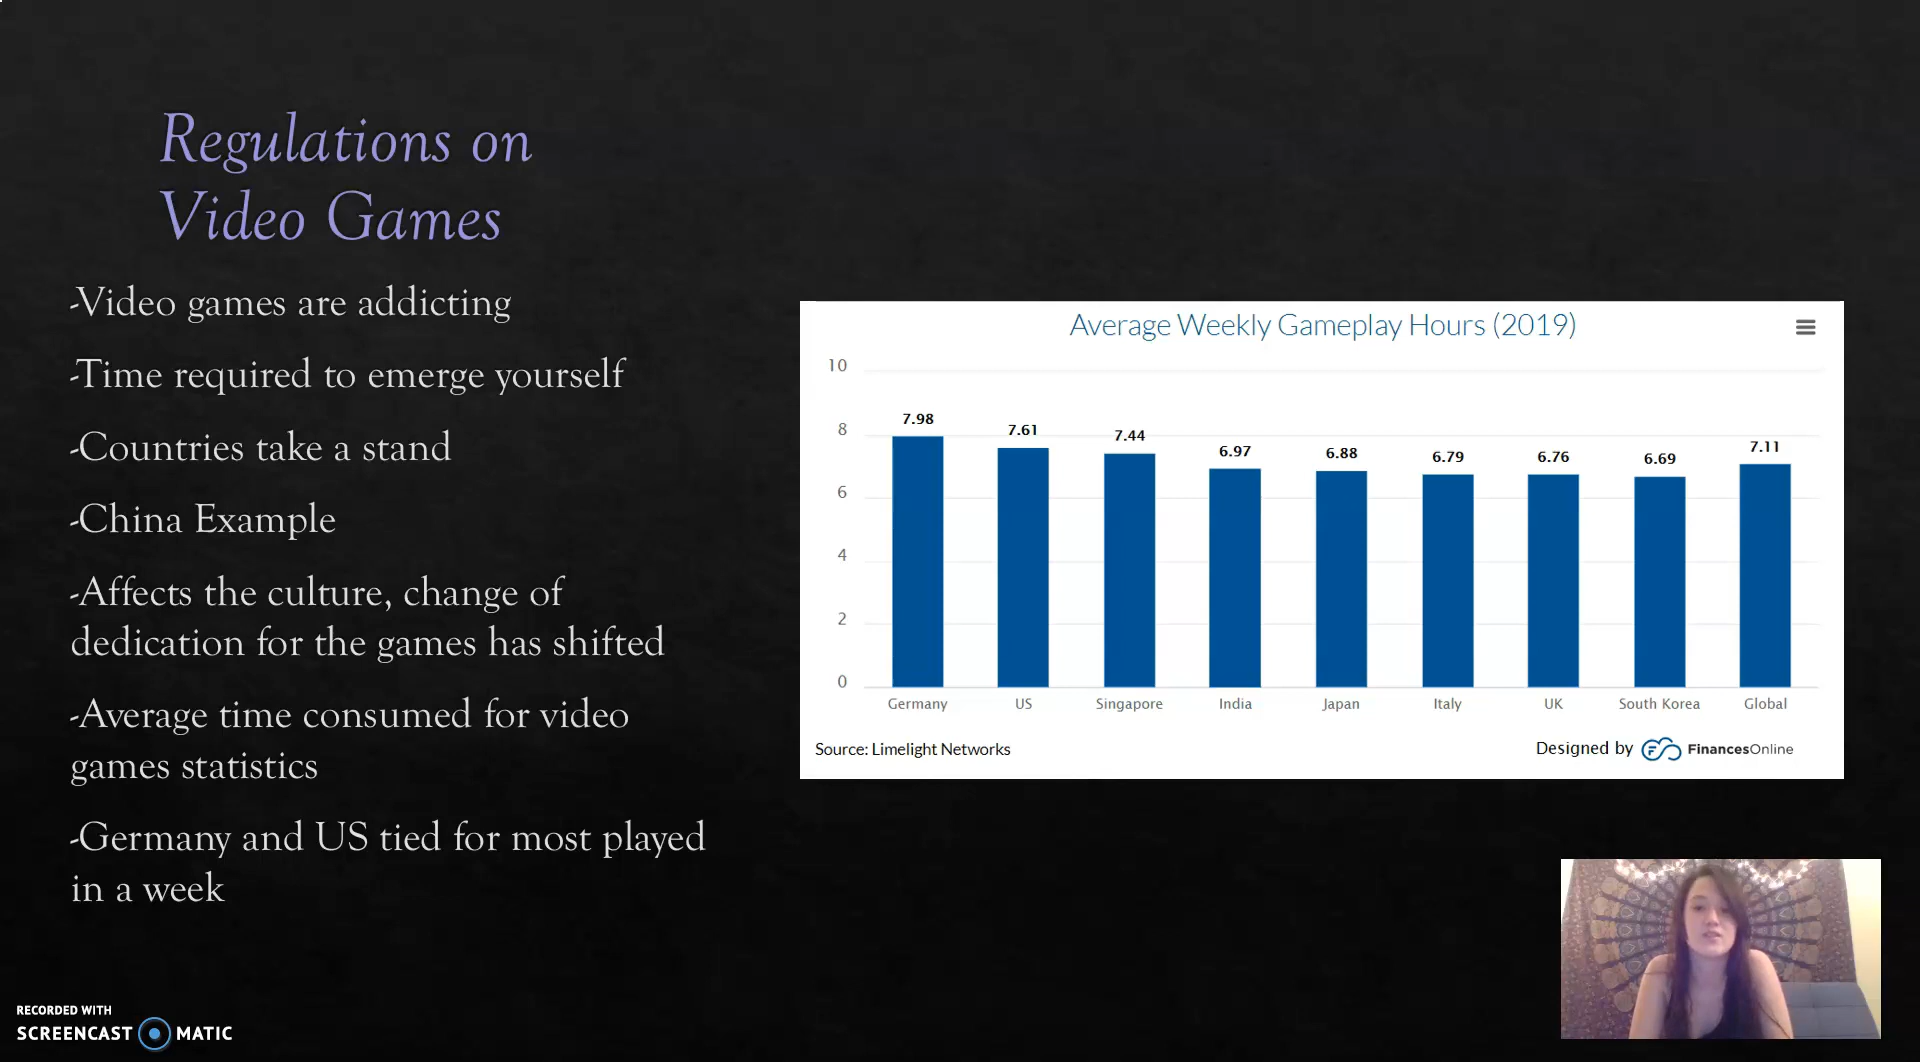 Regulations on
Video Games
-Video games are addicting
-Time required to emerge yourself
-Countries take a stand
-China Example
-Affects the culture, change of
dedication for the games has shifted
-Average time consumed for video
games statistics
-Germany and US tied for most played
in a week
Average Weekly Gameplay Hours (2019)
10
8
6
4
2
0
7.98
7.61
7.44
6.97
6.88
6.79
6.76
6.69
7.11
Germany
US
Singapore
India
Japan
Italy
UK
South Korea
Global
Source: Limelight Networks
Designed by FinancesOnline
RECORDED WITH
SCREENCAST MATIC